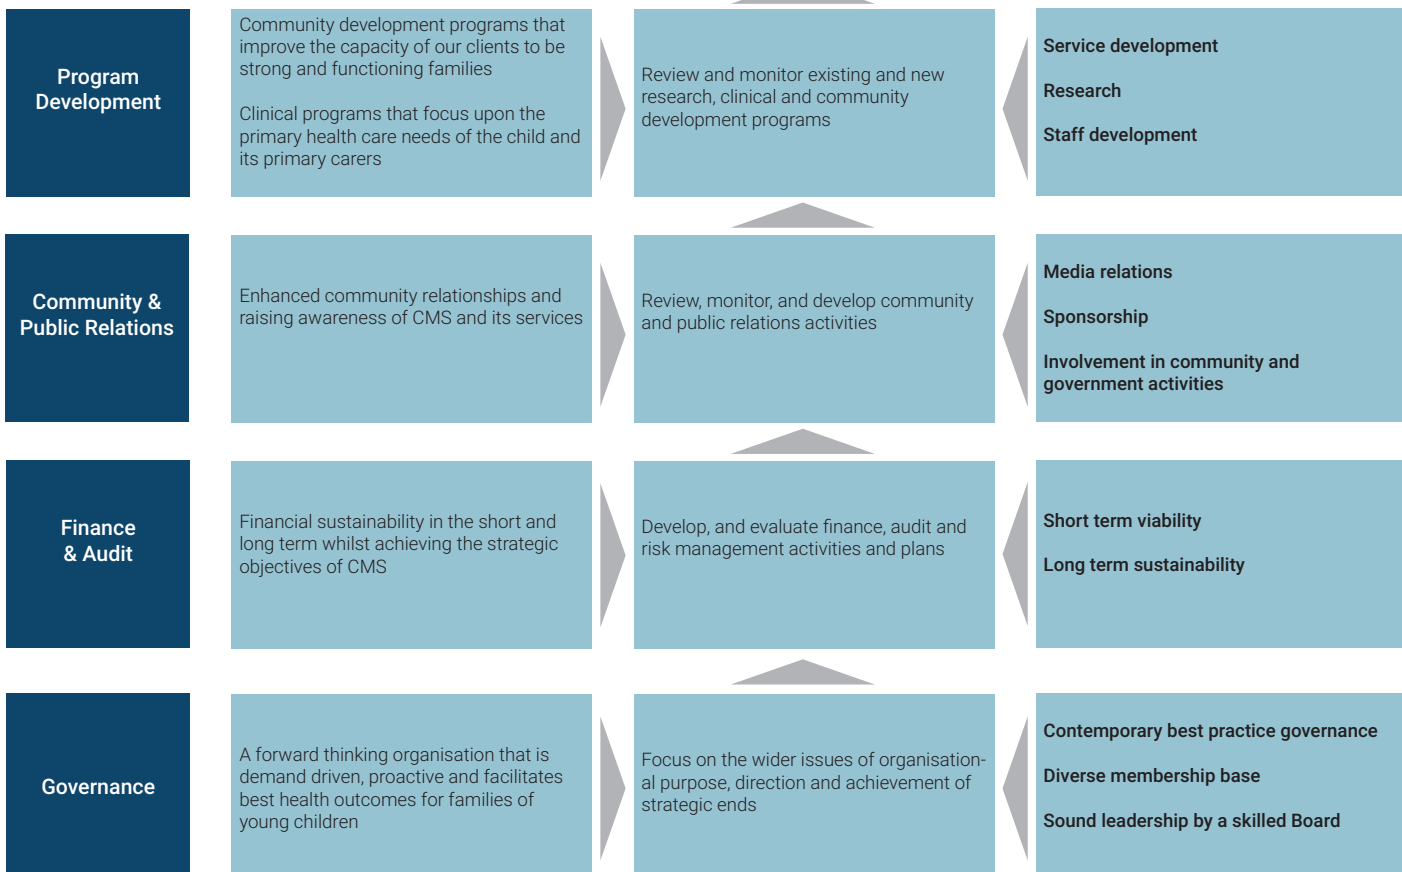 Program
Development
Community development programs that
improve the capacity of our clients to be
strong and functioning families
Clinical programs that focus upon the
primary health care needs of the child and
its primary carers
Review and monitor existing and new
research, clinical and community
development programs
Service development
Research
Staff development
Community &
Public Relations
Enhanced community relationships and
raising awareness of CMS and its services
Review, monitor, and develop community
and public relations activities
Media relations
Sponsorship
Involvement in community and
government activities
Finance
& Audit
Financial sustainability in the short and
long term whilst achieving the strategic
objectives of CMS
Develop, and evaluate finance, audit and
risk management activities and plans
Short term viability
Long term sustainability
Governance
A forward thinking organisation that is
demand driven, proactive and facilitates
best health outcomes for families of
young children
Focus on the wider issues of organisation-
al purpose, direction and achievement of
strategic ends
Contemporary best practice governance
Diverse membership base
Sound leadership by a skilled Board